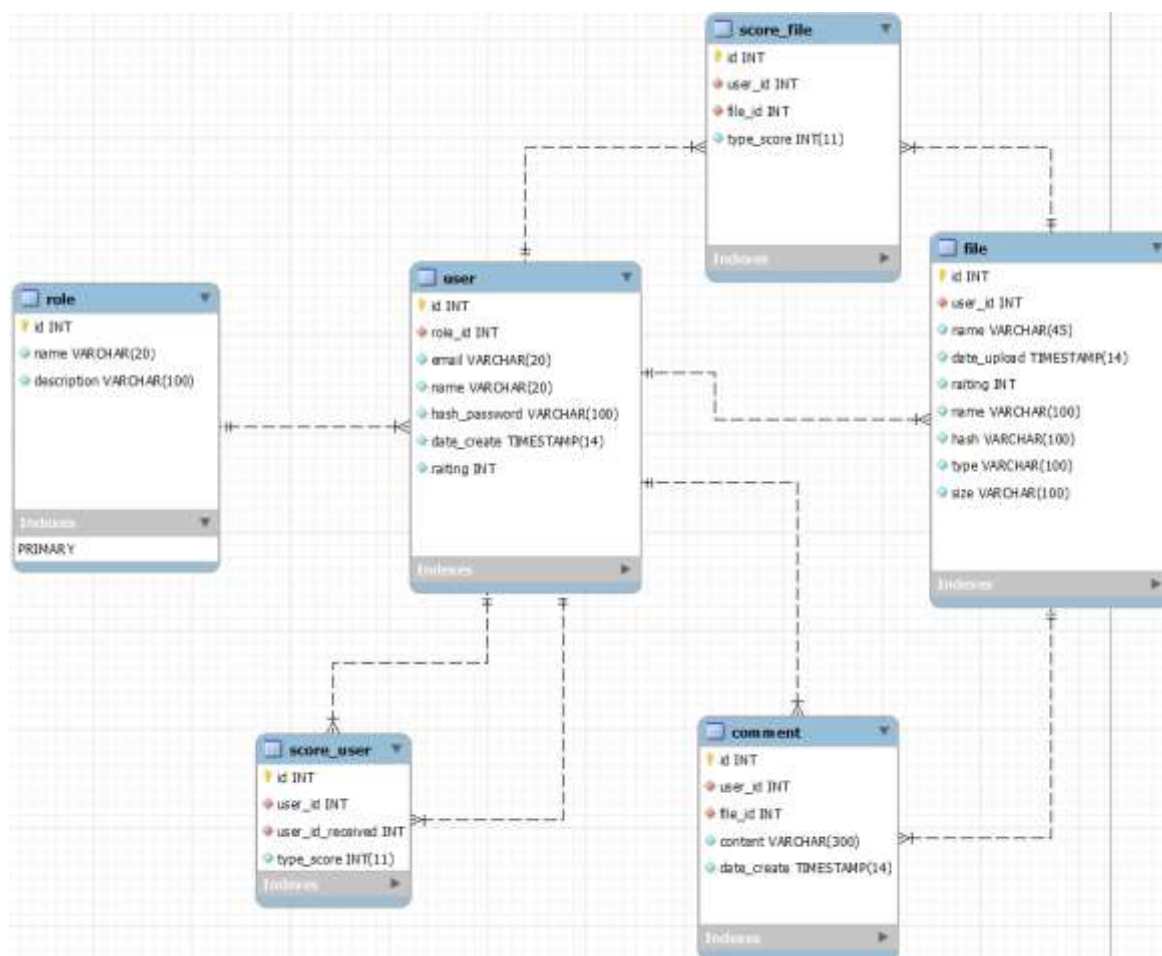 score_file
id INT
user_id INT
file_id INT
type_score INT(11)
Indexes
file
id INT
user_id INT
name VARCHAR(45)
date_upload TIMESTAMP(14)
raiting INT
name VARCHAR(100)
hash VARCHAR(100)
type VARCHAR(100)
size VARCHAR(100)
Indexes
user
id INT
role_id INT
email VARCHAR(20)
name VARCHAR(20)
hash_password VARCHAR(100)
date_create TIMESTAMP(14)
raiting INT
Indexes
role
id INT
name VARCHAR(20)
description VARCHAR(100)
Indexes
PRIMARY
score_user
id INT
user_id INT
user_id_received INT
type_score INT(11)
Indexes
comment
id INT
user_id INT
file_id INT
content VARCHAR(300)
date_create TIMESTAMP(14)
Indexes